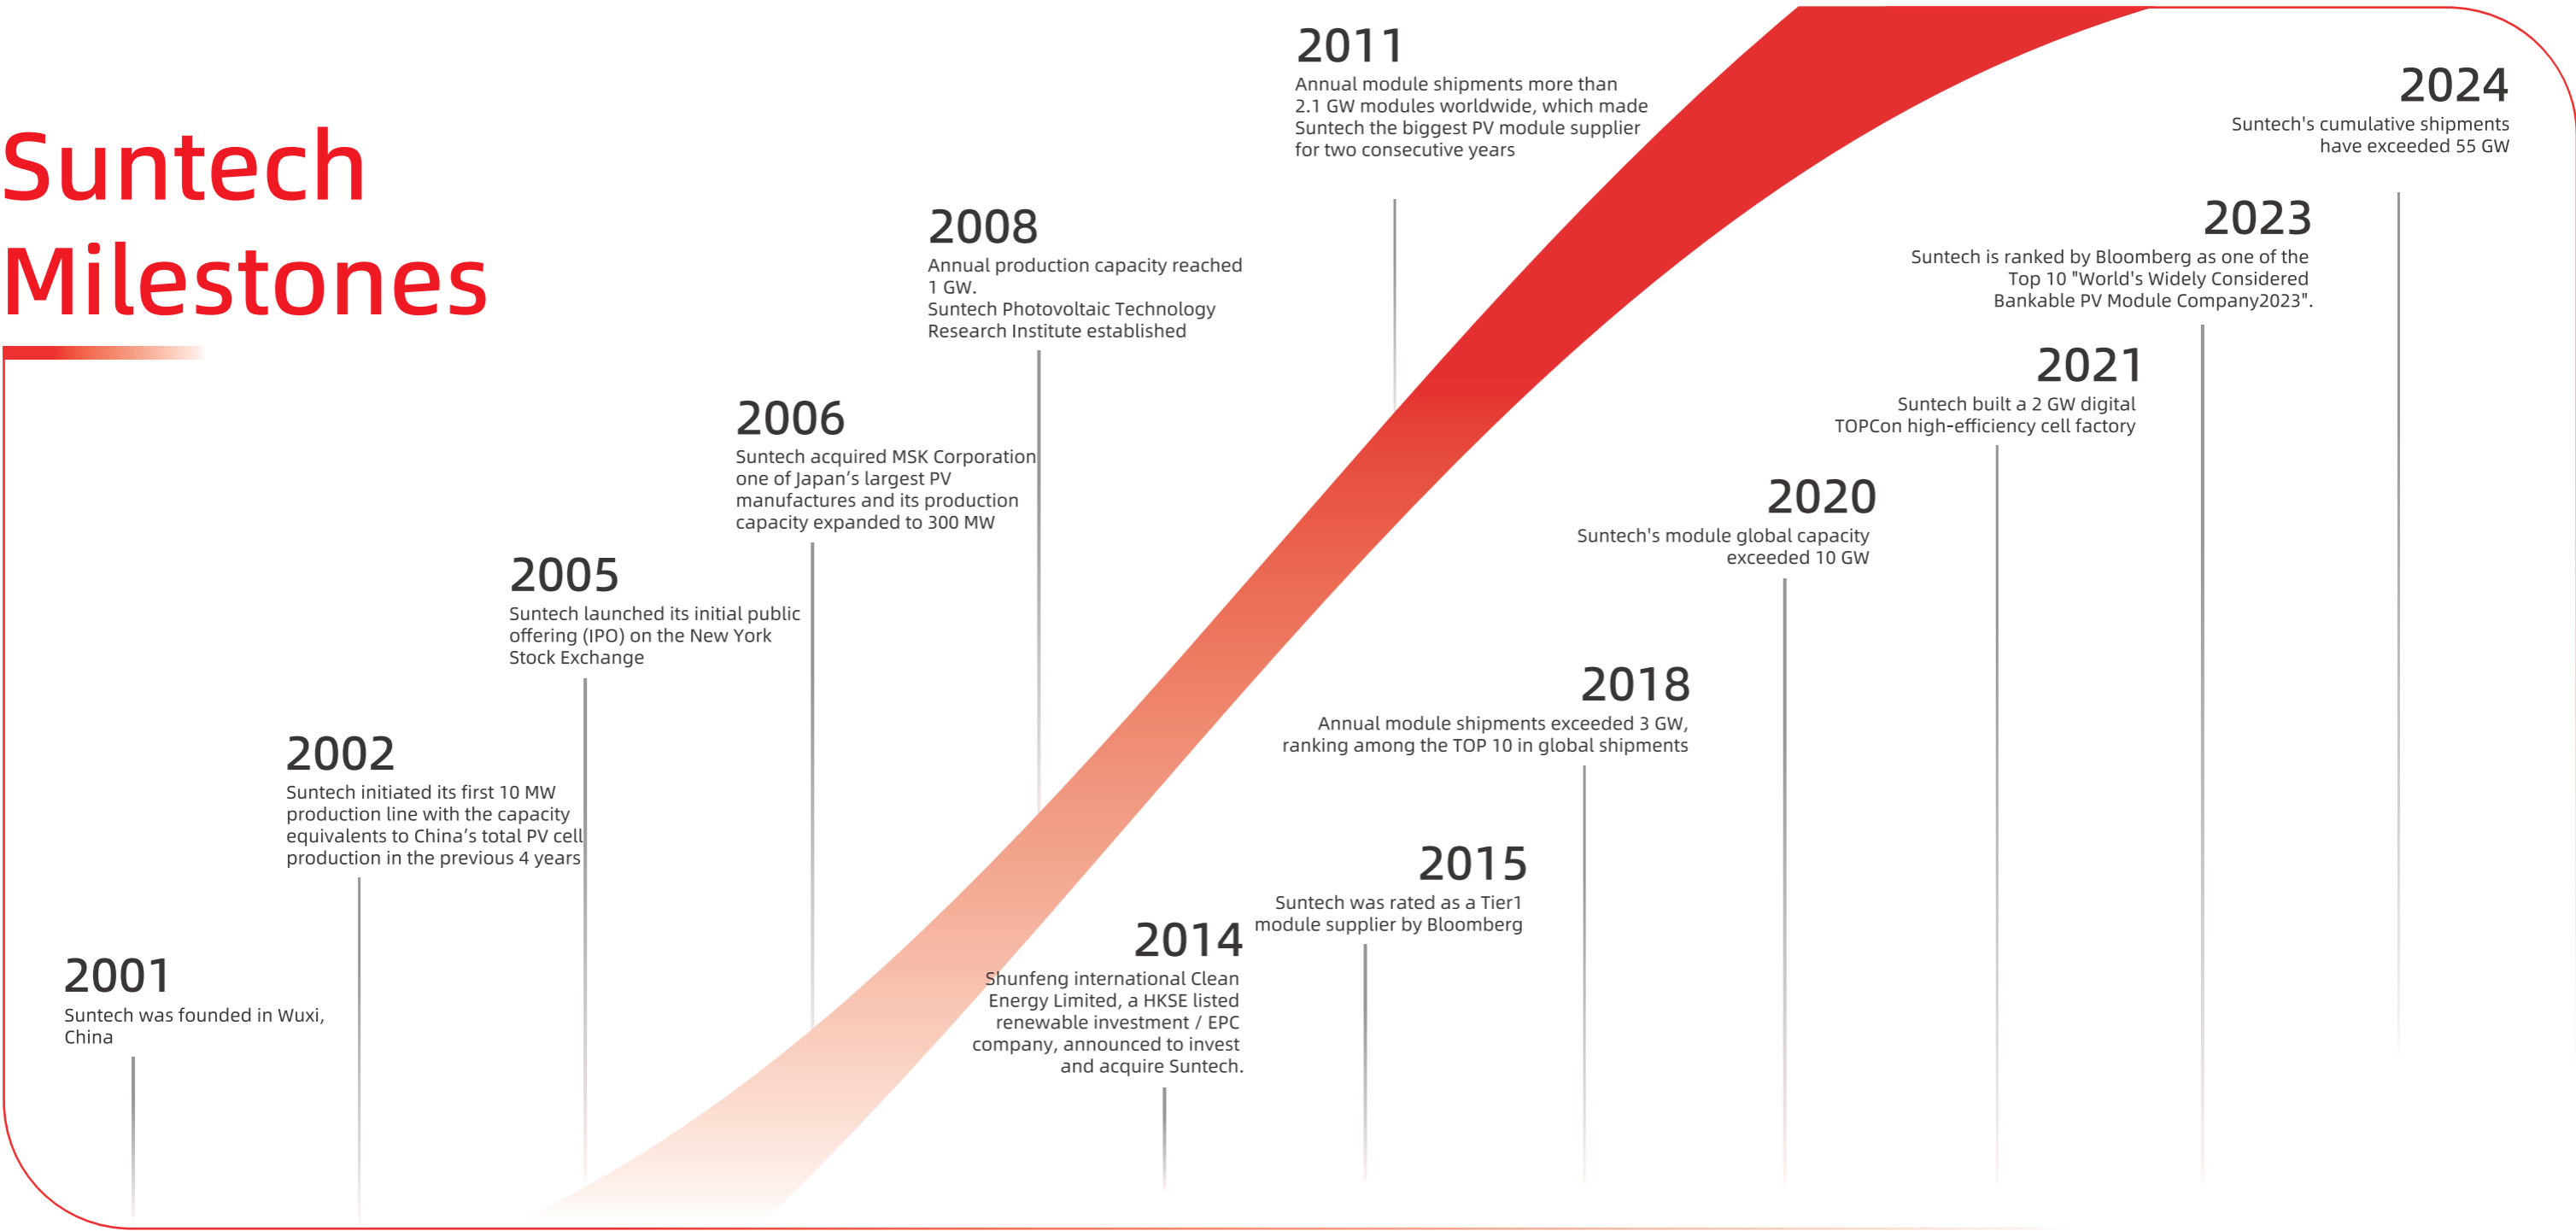 Suntech
Milestones
2001
Suntech was founded in Wuxi,
China
2002
Suntech initiated its first 10 MW
production line with the capacity
equivalents to China’s total PV cell
production in the previous 4 years
2005
Suntech launched its initial public
offering (IPO) on the New York
Stock Exchange
2006
Suntech acquired MSK Corporation
one of Japan’s largest PV
manufactures and its production
capacity expanded to 300 MW
2008
Annual production capacity reached
1 GW.
Suntech Photovoltaic Technology
Research Institute established
2011
Annual module shipments more than
2.1 GW modules worldwide, which made
Suntech the biggest PV module supplier
for two consecutive years
2014
Shunfeng international Clean
Energy Limited, a HKSE listed
renewable investment / EPC
company, announced to invest
and acquire Suntech.
2015
Suntech was rated as a Tier1
module supplier by Bloomberg
2018
Annual module shipments exceeded 3 GW,
ranking among the TOP 10 in global shipments
2020
Suntech's module global capacity
exceeded 10 GW
2021
Suntech built a 2 GW digital
TOPCon high-efficiency cell factory
2023
Suntech is ranked by Bloomberg as one of the
Top 10 "World's Widely Considered
Bankable PV Module Company2023".
2024
Suntech's cumulative shipments
have exceeded 55 GW